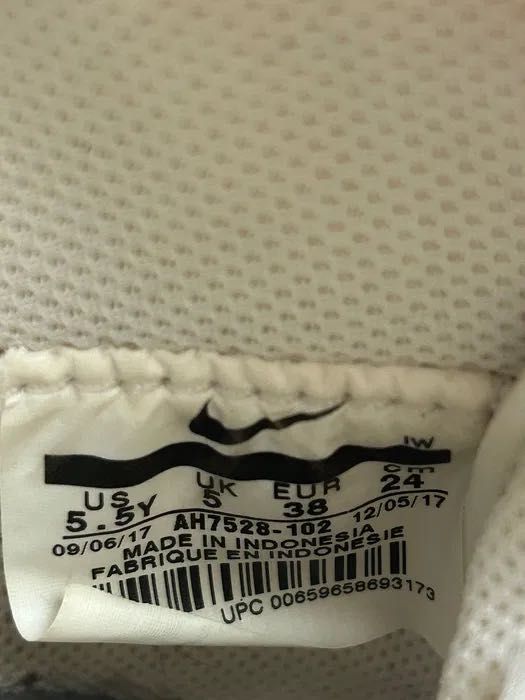 IW
US UK EUR cm
5.5Y 5 38 24
09/06/17 AH7528-102 12/05/17
MADE IN INDONESIA
FABRIQUE EN INDONESIE
UPC 00659658693173